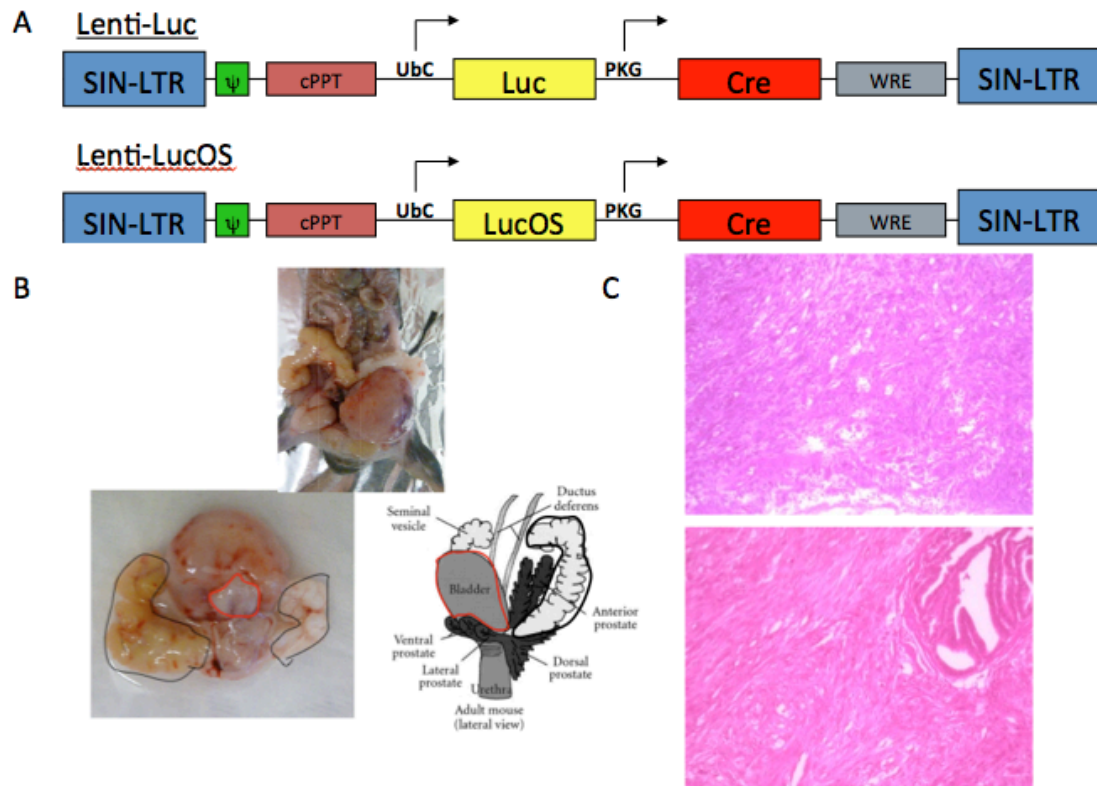 A
Lenti-Luc
SIN-LTR ψ cPPT UbC Luc PKG Cre WRE SIN-LTR
Lenti-LucOS
SIN-LTR ψ cPPT UbC LucOS PKG Cre WRE SIN-LTR
B
C
Seminal
vesicle
Ductus
deferens
Bladder
Anterior
prostate
Ventral
prostate
Lateral
prostate
Dorsal
prostate
Urethra
Adult mouse
(lateral view)